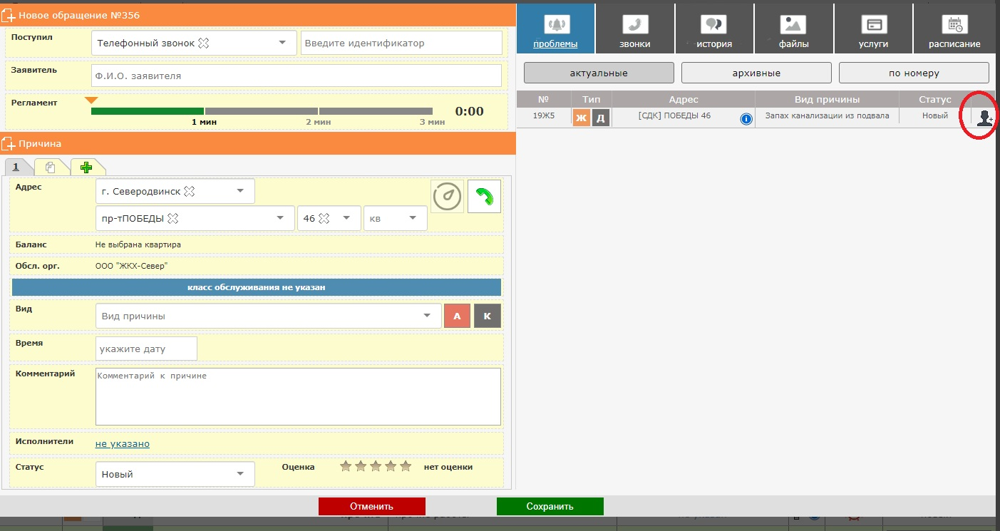 Новое обращение №356
Поступил
Телефонный звонок
Введите идентификатор
Заявитель
Ф.И.О. заявителя
Регламент
0:00
1 мин 2 мин 3 мин
Причина
1
Адрес
г. Северодвинск
пр-тПОБЕДЫ 46 кв
Баланс Не выбрана квартира
Обсл. орг. ООО "ЖКХ-Север"
класс обслуживания не указан
Вид
Вид причины А К
Время
укажите дату
Комментарий
Комментарий к причине
Исполнители не указано
Статус Новый Оценка нет оценки
Отменить Сохранить
проблемы звонки история файлы услуги расписание
актуальные архивные по номеру
№ Тип Адрес Вид причины Статус
19Ж5 Ж Д [СДК] ПОБЕДЫ 46 i Запах канализации из подвала Новый